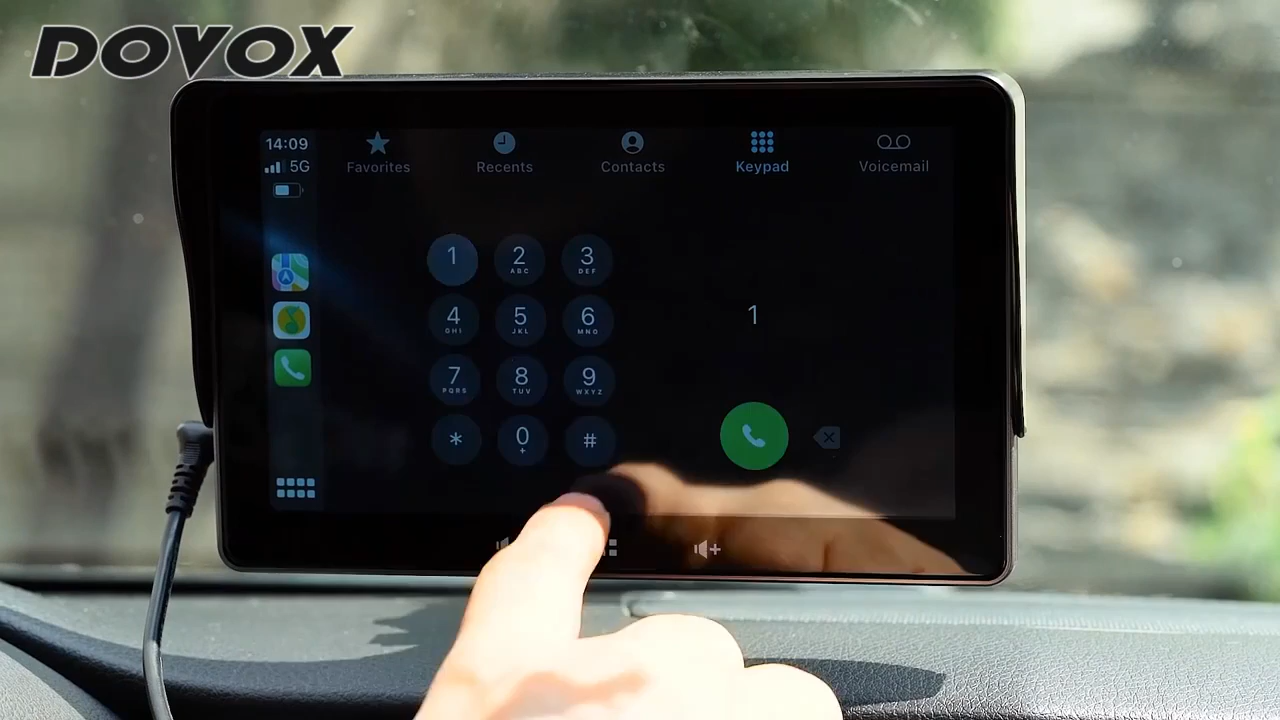 DOVOX
14:09
5G
Favorites
Recents
Contacts
Keypad
Voicemail
1
2
ABC
3
DEF
1
4
GHI
5
JKL
6
MNO
7
PQRS
8
TUV
9
WXYZ
*
0
+
#